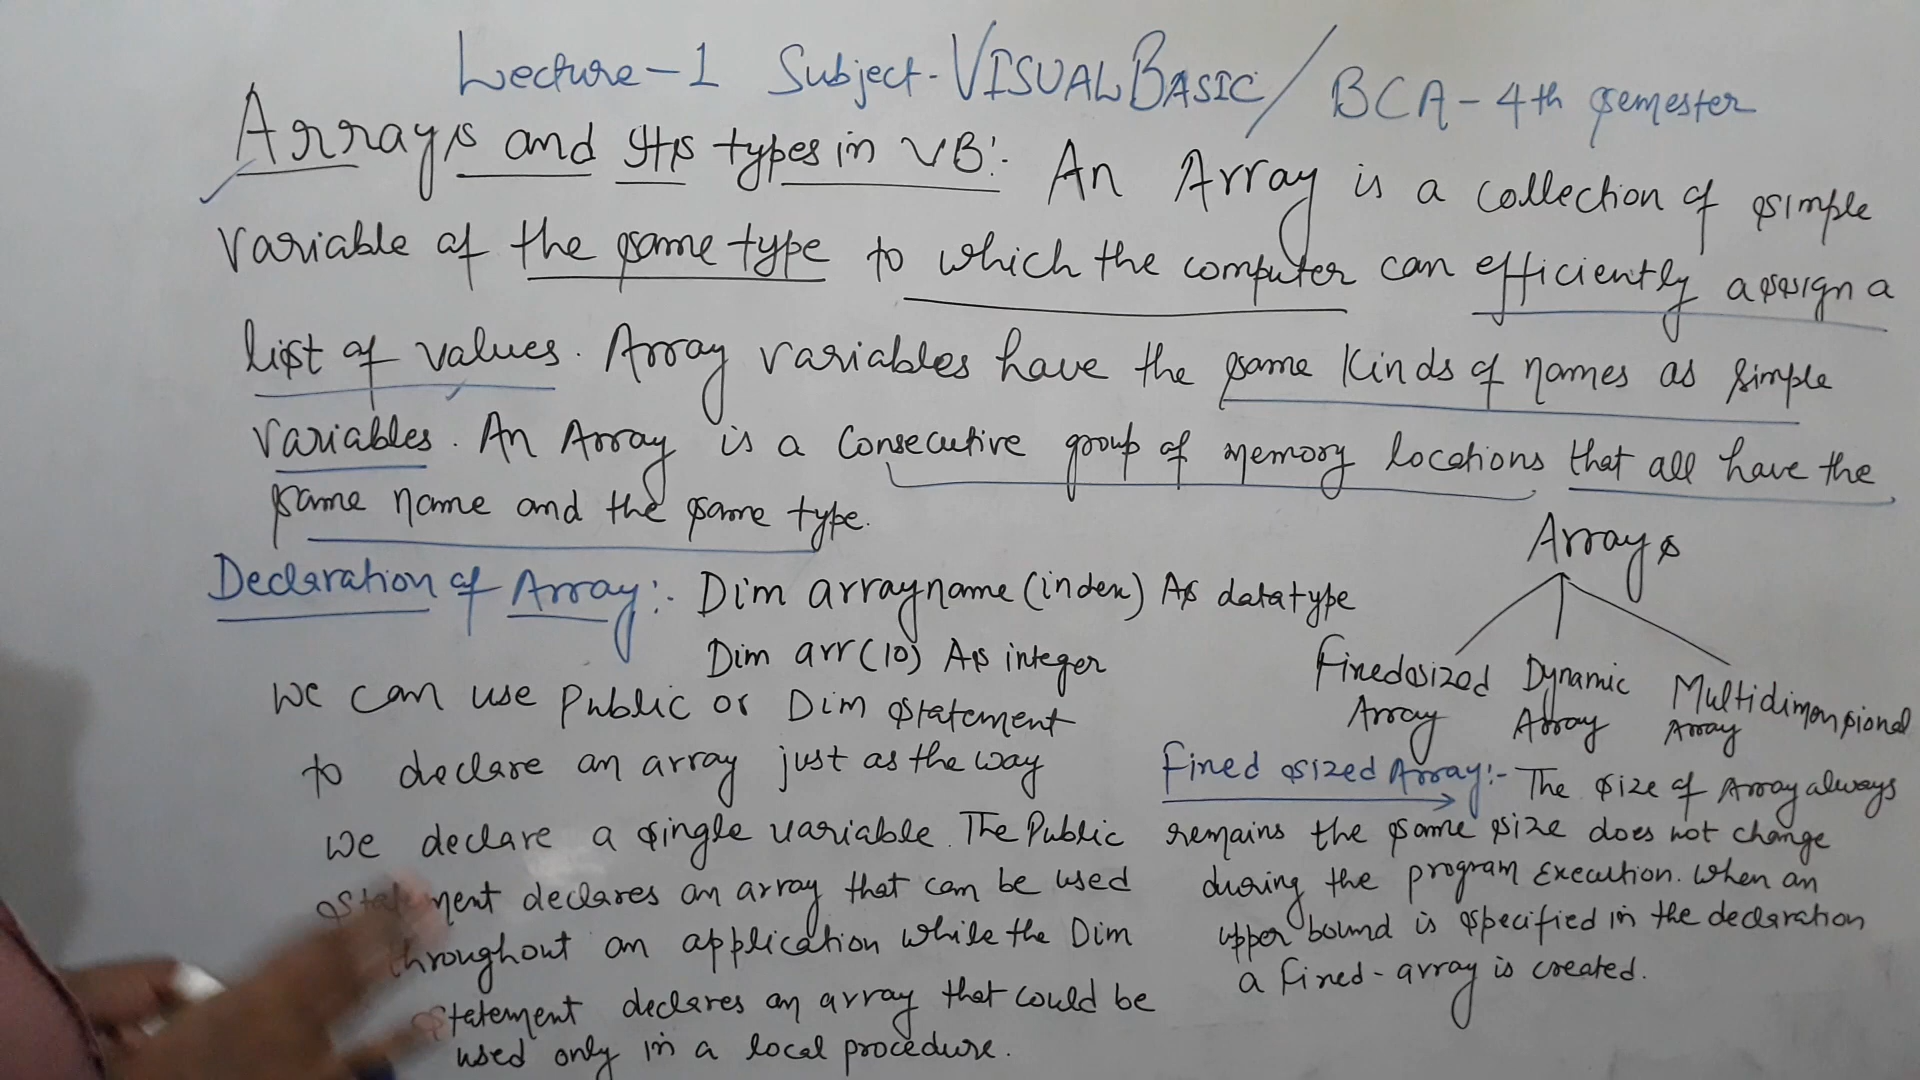 Lecture-1 Subject-VISUAL BASIC / BCA-4th semester
Arrays and Its types in VB:- An Array is a collection of simple
variable of the same type to which the computer can efficiently assign a
list of values. Array variables have the same kinds of names as simple
variables. An Array is a consecutive group of memory locations that all have the
same name and the same type.
Declaration of Array:- Dim arrayname (index) As datatype
Dim arr(10) As integer
We can use Public or Dim statement
to declare an array just as the way
we declare a single variable. The Public
statement declares an array that can be used
throughout an application while the Dim
statement declares an array that could be
used only in a local procedure.
Arrays
Fixedsized Array
Dynamic Array
Multidimensional Array
Fixed sized Array:- The size of Array always
remains the same size does not change
during the program Execution. When an
upper bound is specified in the declaration
a fixed-array is created.